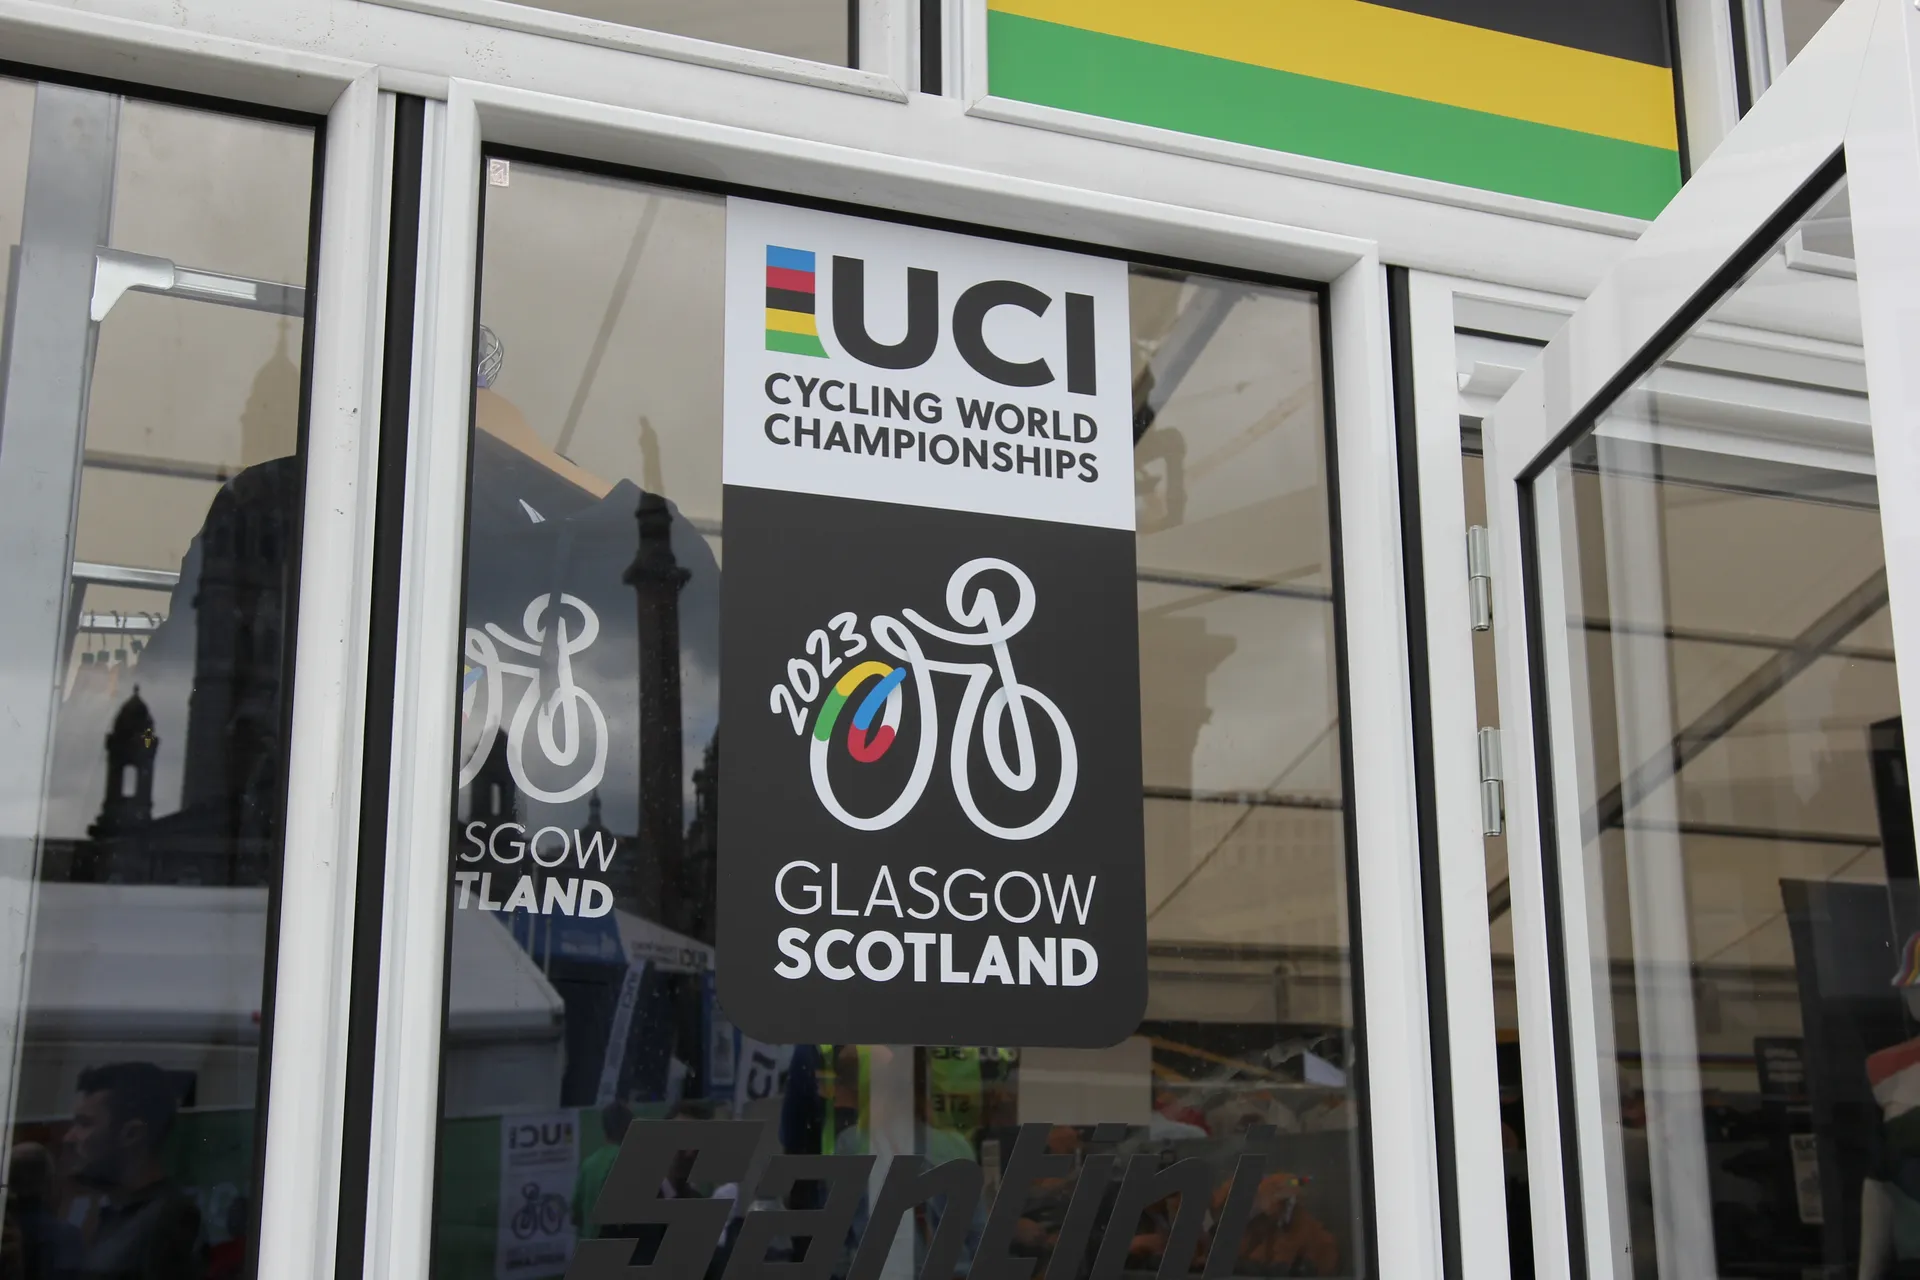 UCI
CYCLING WORLD
CHAMPIONSHIPS
2023
GLASGOW
SCOTLAND
SGOW
TLAND
Santini